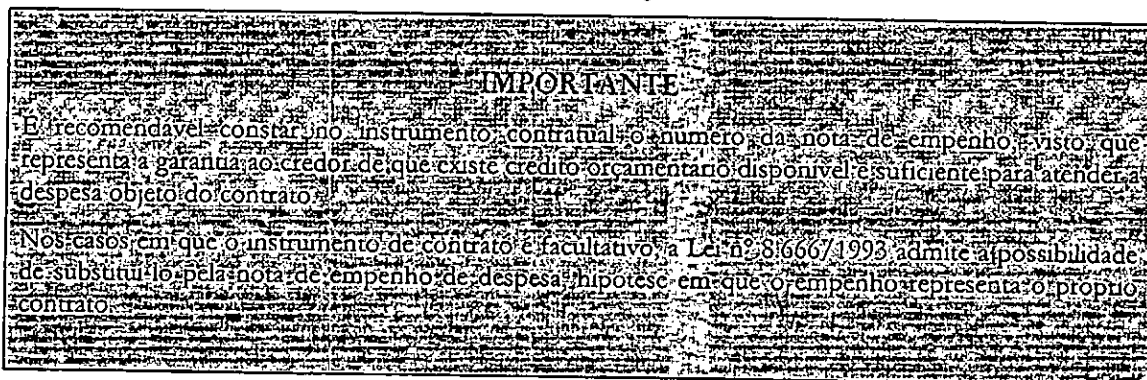 IMPORTANTE
É recomendável constar, no instrumento contratual, o número da nota de empenho, visto que
representa a garantia ao credor de que existe crédito orçamentário disponível e suficiente para atender a
despesa objeto do contrato.
Nos casos em que o instrumento de contrato é facultativo, a Lei nº 8.666/1993 admite a possibilidade
de substituí-lo pela nota de empenho de despesa, hipótese em que o empenho representa o próprio
contrato.